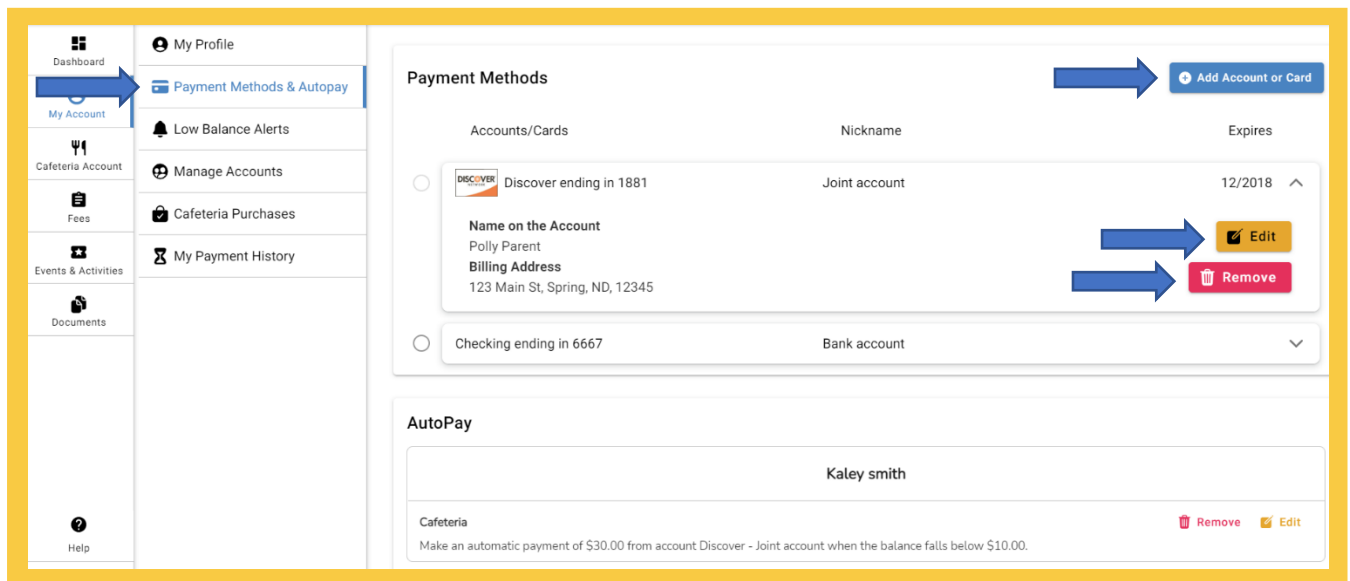 Dashboard
My Account
Cafeteria Account
Fees
Events & Activities
Documents
Help
My Profile
Payment Methods & Autopay
Low Balance Alerts
Manage Accounts
Cafeteria Purchases
My Payment History
Payment Methods
Add Account or Card
Accounts/Cards Nickname Expires
DISCOVER
NETWORK
Discover ending in 1881 Joint account 12/2018
Name on the Account
Polly Parent
Edit
Billing Address
123 Main St, Spring, ND, 12345
Remove
Checking ending in 6667 Bank account
AutoPay
Kaley smith
Cafeteria Remove Edit
Make an automatic payment of $30.00 from account Discover - Joint account when the balance falls below $10.00.